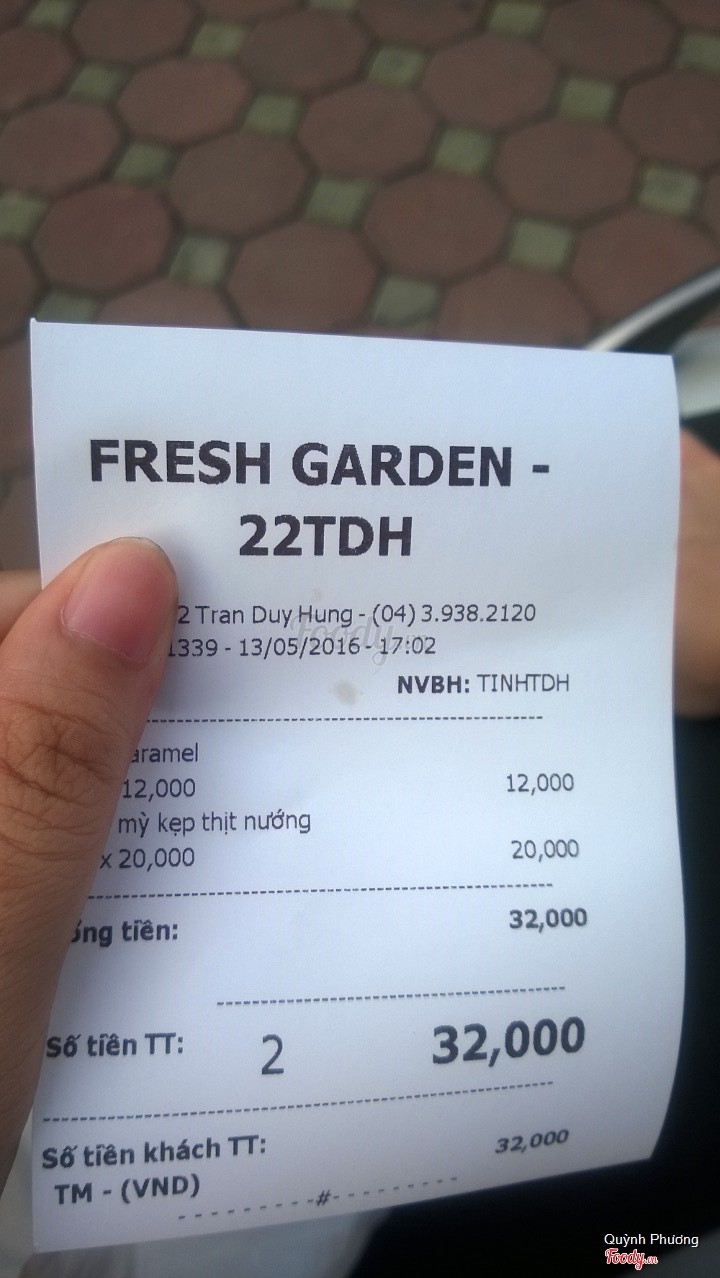 FRESH GARDEN -
22TDH
2 Tran Duy Hung - (04) 3.938.2120
1339 - 13/05/2016 - 17:02
NVBH: TINHTDH
aramel
12,000 12,000
mỳ kẹp thịt nướng
x 20,000 20,000
ổng tiền: 32,000
Số tiền TT: 2 32,000
Số tiền khách TT: 32,000
TM - (VND)
#
Foody.vn
Quỳnh Phương
Foody.vn